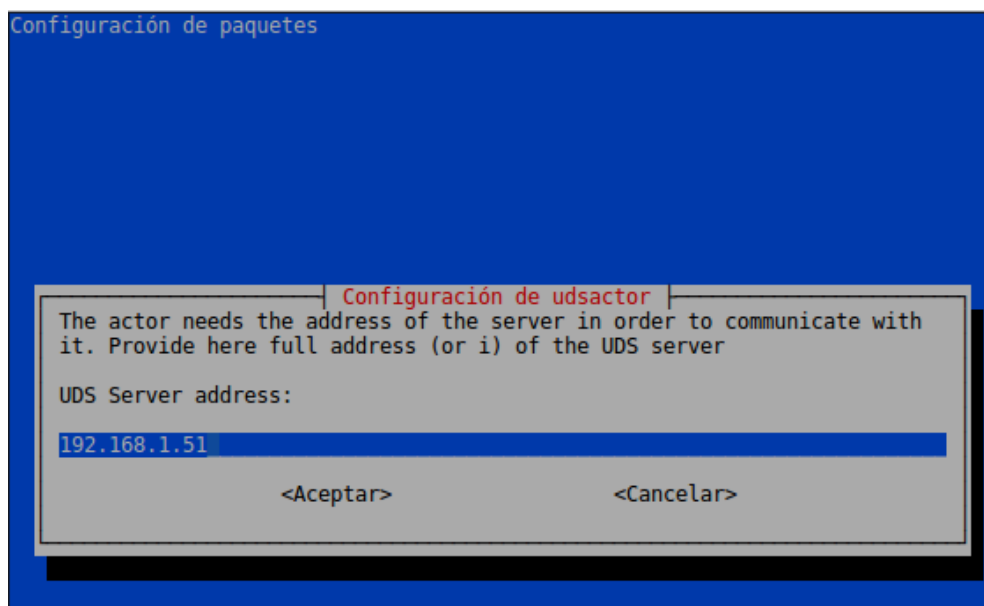 Configuración de paquetes
Configuración de udsactor
The actor needs the address of the server in order to communicate with
it. Provide here full address (or i) of the UDS server
UDS Server address:
192.168.1.51
<Aceptar> <Cancelar>